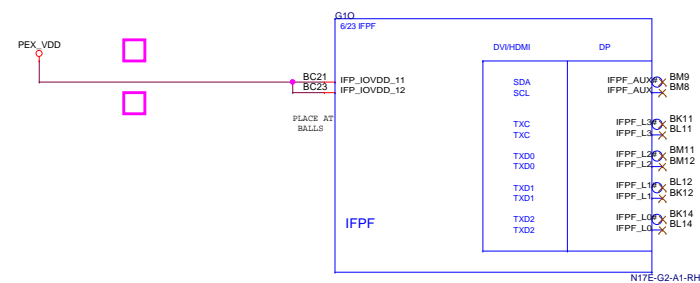 G1O
6/23 IFPF
PEX_VDD
DVI/HDMI DP
BC21 IFP_IOVDD_11 SDA IFPF_AUX# BM9
BC23 IFP_IOVDD_12 SCL IFPF_AUX BM8
PLACE AT
BALLS
TXC IFPF_L3# BK11
TXC IFPF_L3 BL11
TXD0 IFPF_L2# BM11
TXD0 IFPF_L2 BM12
TXD1 IFPF_L1# BL12
TXD1 IFPF_L1 BK12
TXD2 IFPF_L0# BK14
TXD2 IFPF_L0 BL14
IFPF
N17E-G2-A1-RH